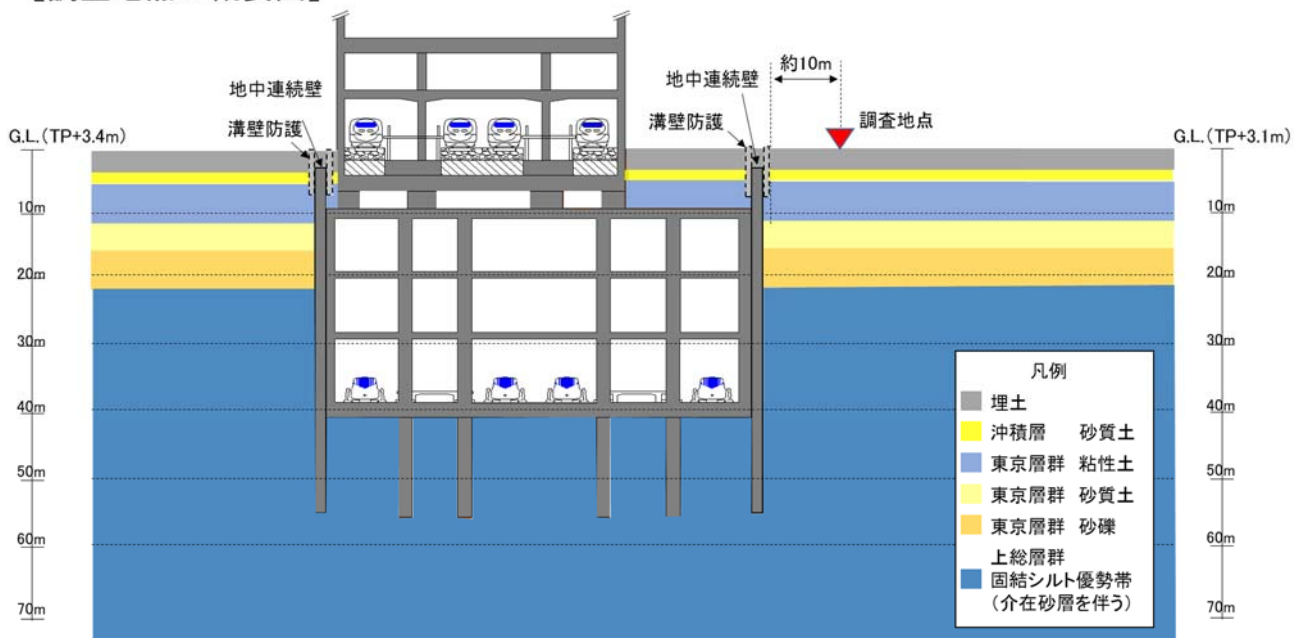 約10m
地中連続壁
地中連続壁
溝壁防護
溝壁防護
調査地点
G.L.(TP+3.4m)
G.L.(TP+3.1m)
10m
10m
20m
20m
30m
30m
40m
40m
50m
50m
60m
60m
70m
70m
凡例
埋土
沖積層 砂質土
東京層群 粘性土
東京層群 砂質土
東京層群 砂礫
上総層群
固結シルト優勢帯
(介在砂層を伴う)